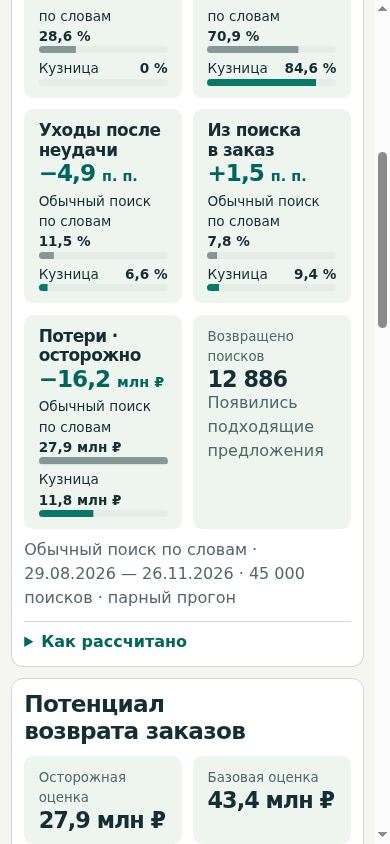 по словам
28,6 %
Кузница 0 %
по словам
70,9 %
Кузница 84,6 %
Уходы после
неудачи
−4,9 п. п.
Обычный поиск
по словам
11,5 %
Кузница 6,6 %
Из поиска
в заказ
+1,5 п. п.
Обычный поиск
по словам
7,8 %
Кузница 9,4 %
Потери ·
осторожно
−16,2 млн ₽
Обычный поиск
по словам
27,9 млн ₽
Кузница
11,8 млн ₽
Возвращено
поисков
12 886
Появились
подходящие
предложения
Обычный поиск по словам ·
29.08.2026 — 26.11.2026 · 45 000
поисков · парный прогон
Как рассчитано
Потенциал
возврата заказов
Осторожная
оценка
27,9 млн ₽
Базовая оценка
43,4 млн ₽